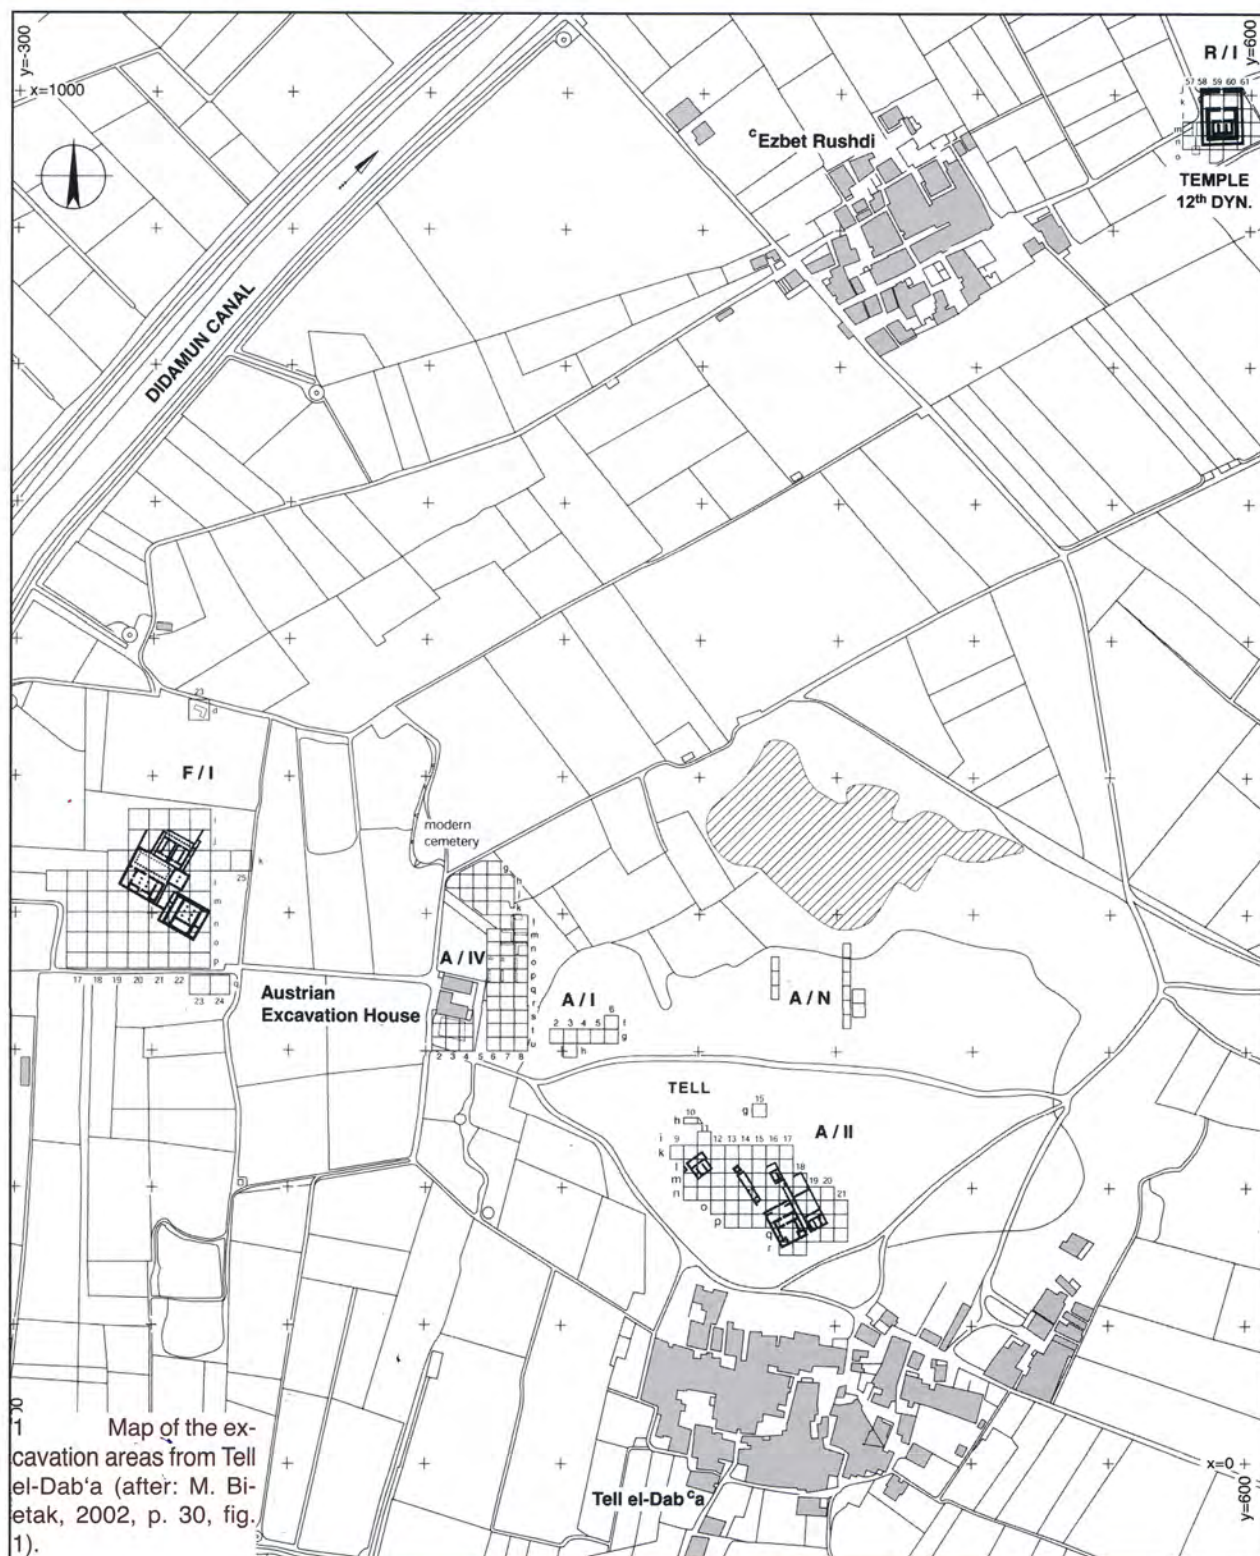 y=-300
x=1000
y=600
R / I
57 58 59 60 61
j
k
m
n
o
TEMPLE
12th DYN.
ᶜEzbet Rushdi
DIDAMUN CANAL
23
d
F / I
i
j
k
25
l
m
n
o
p
17 18 19 20 21 22
q
23 24
modern
cemetery
g
h
j
k
l
m
n
o
p
q
r
s
t
u
A / IV
Austrian
Excavation House
2 3 4 5 6 7 8
A / I
6
2 3 4 5 f
g
h
A / N
TELL
15
g
10
h
A / II
i 9 12 13 14 15 16 17
k
l 18
m 19 20
n 21
o
p
q
r
Tell el-Dabᶜa
x=0
y=600
1 Map of the ex-
cavation areas from Tell
el-Dab‘a (after: M. Bi-
etak, 2002, p. 30, fig.
1).